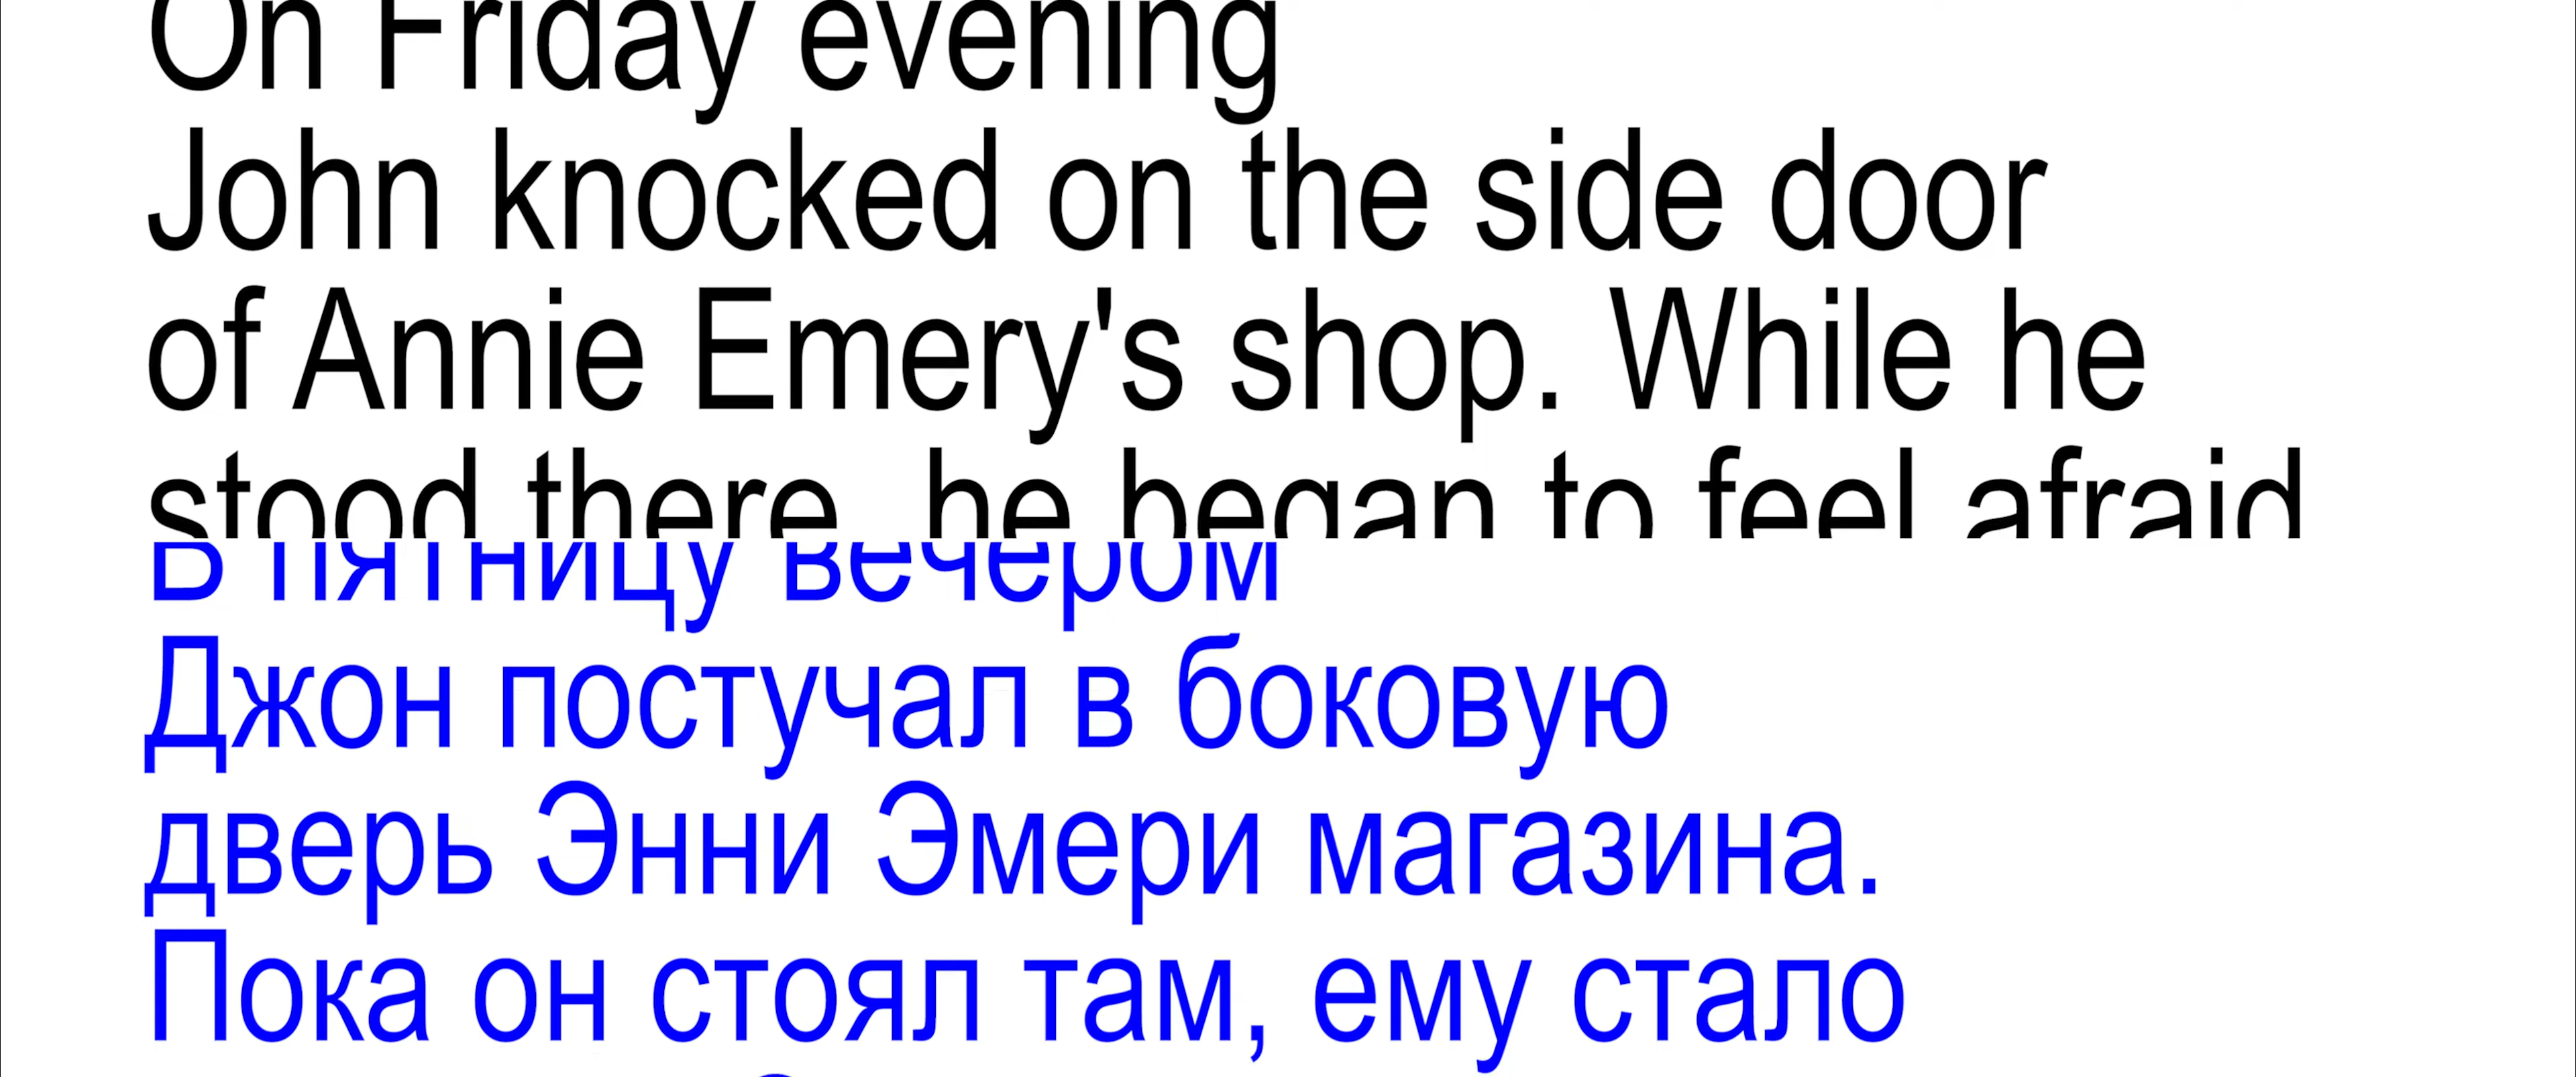 On Friday evening
John knocked on the side door
of Annie Emery's shop. While he
stood there, he began to feel afraid
В пятницу вечером
Джон постучал в боковую
дверь Энни Эмери магазина.
Пока он стоял там, ему стало